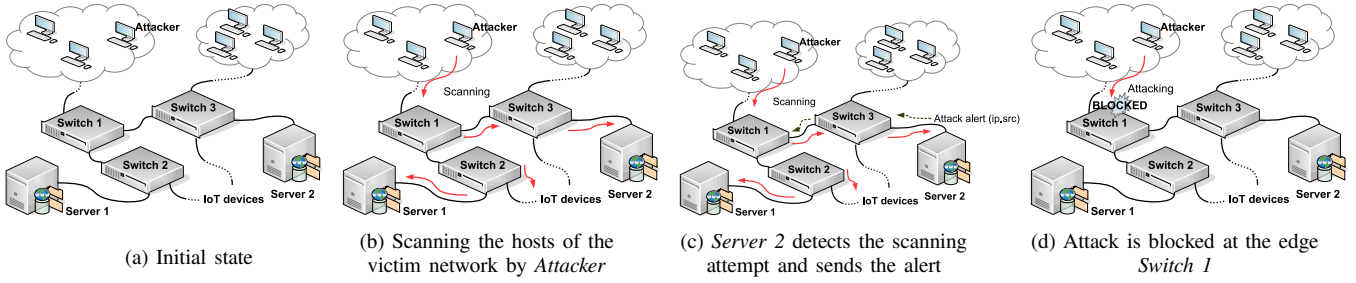 Attacker
Switch 1
Switch 3
Switch 2
Server 1
IoT devices
Server 2
(a) Initial state
Attacker
Scanning
Switch 1
Switch 3
Switch 2
Server 1
IoT devices
Server 2
(b) Scanning the hosts of the
victim network by Attacker
Attacker
Scanning
Switch 1
Switch 3
Attack alert (ip.src)
Switch 2
Server 1
IoT devices
Server 2
(c) Server 2 detects the scanning
attempt and sends the alert
Attacker
Attacking
BLOCKED
Switch 1
Switch 3
Switch 2
Server 1
IoT devices
Server 2
(d) Attack is blocked at the edge
Switch 1